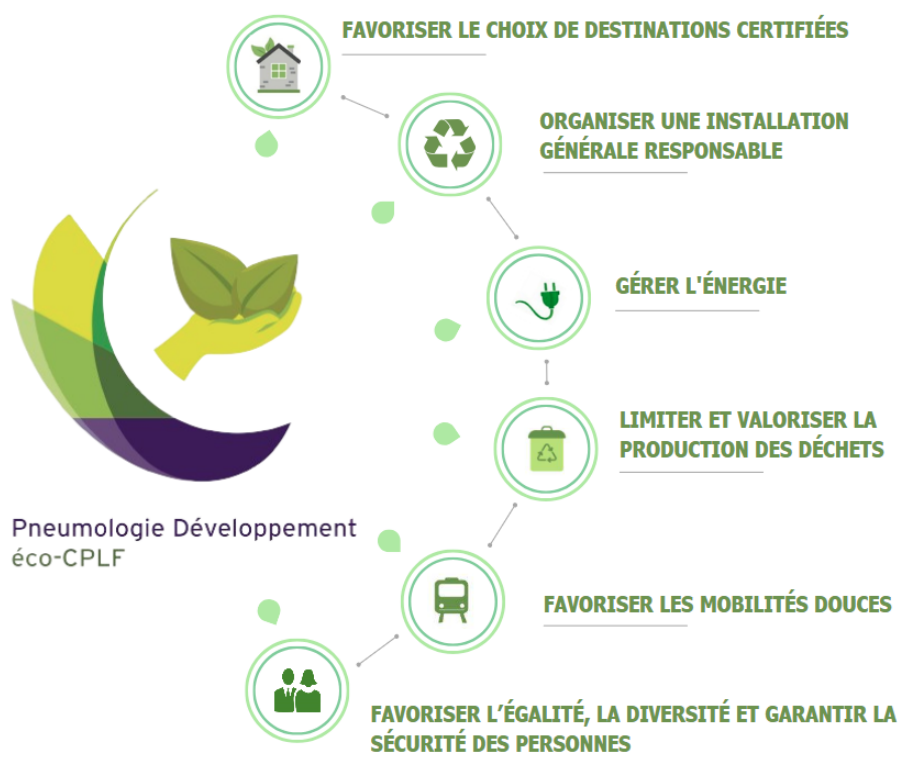 FAVORISER LE CHOIX DE DESTINATIONS CERTIFIÉES
ORGANISER UNE INSTALLATION
GÉNÉRALE RESPONSABLE
GÉRER L'ÉNERGIE
LIMITER ET VALORISER LA
PRODUCTION DES DÉCHETS
Pneumologie Développement
éco-CPLF
FAVORISER LES MOBILITÉS DOUCES
FAVORISER L’ÉGALITÉ, LA DIVERSITÉ ET GARANTIR LA
SÉCURITÉ DES PERSONNES